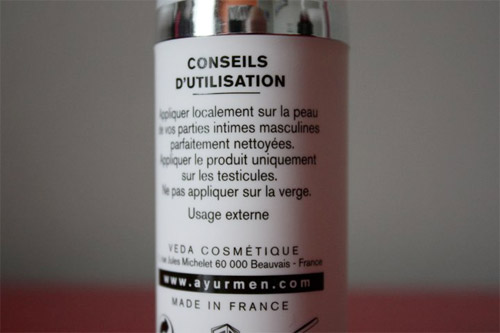 CONSEILS
D'UTILISATION
Appliquer localement sur la peau
de vos parties intimes masculines
parfaitement nettoyées.
Appliquer le produit uniquement
sur les testicules.
Ne pas appliquer sur la verge.
Usage externe
VEDA COSMÉTIQUE
rue Jules Michelet 60 000 Beauvais - France
www.ayurmen.com
MADE IN FRANCE